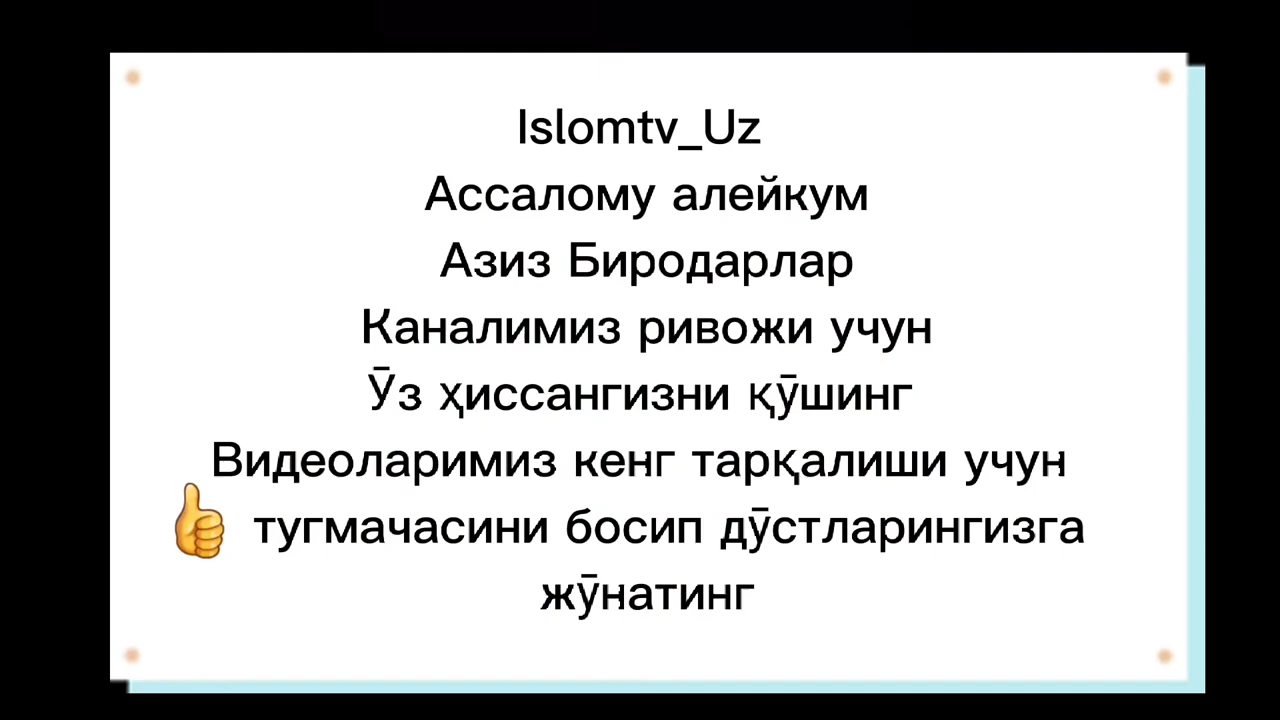 Islomtv_Uz
Ассалому алейкум
Азиз Биродарлар
Каналимиз ривожи учун
Ӯз ҳиссангизни қӯшинг
Видеоларимиз кенг тарқалиши учун
👍 тугмачасини босип дӯстларингизга
жӯнатинг